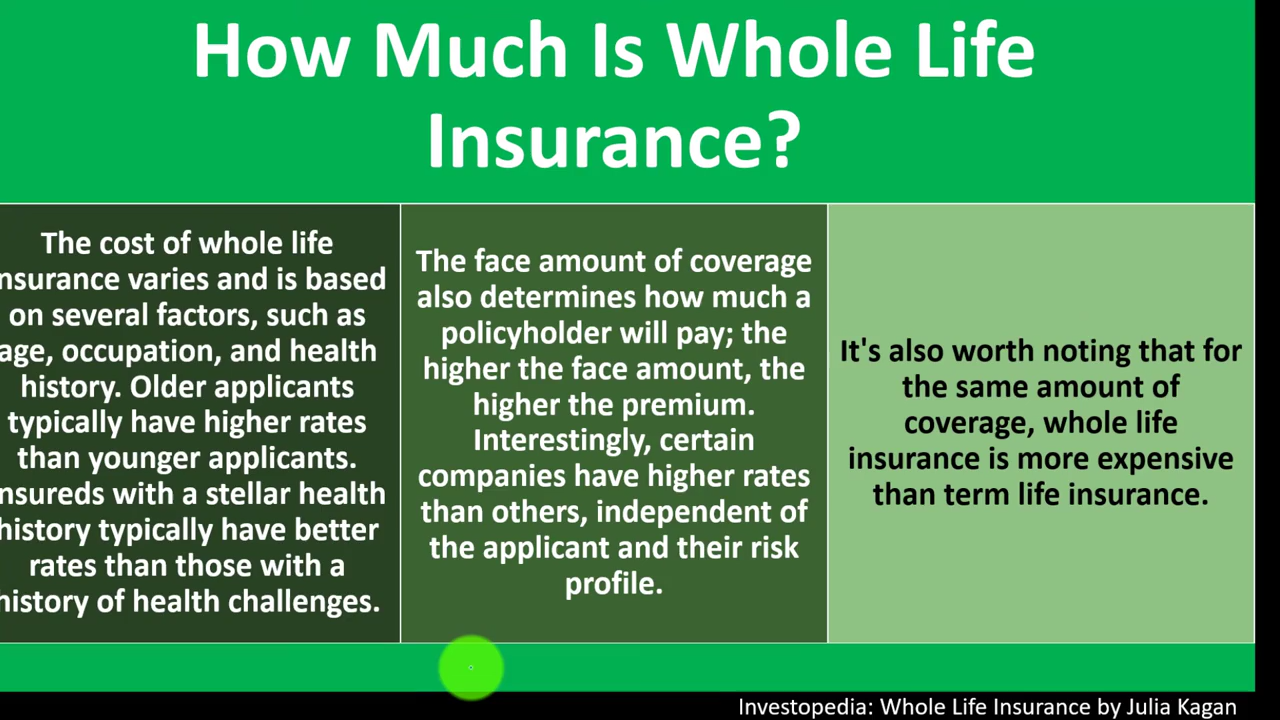 How Much Is Whole Life
Insurance?
The cost of whole life
nsurance varies and is based
on several factors, such as
age, occupation, and health
history. Older applicants
typically have higher rates
than younger applicants.
nsureds with a stellar health
history typically have better
rates than those with a
history of health challenges.
The face amount of coverage
also determines how much a
policyholder will pay; the
higher the face amount, the
higher the premium.
Interestingly, certain
companies have higher rates
than others, independent of
the applicant and their risk
profile.
It's also worth noting that for
the same amount of
coverage, whole life
insurance is more expensive
than term life insurance.
Investopedia: Whole Life Insurance by Julia Kagan